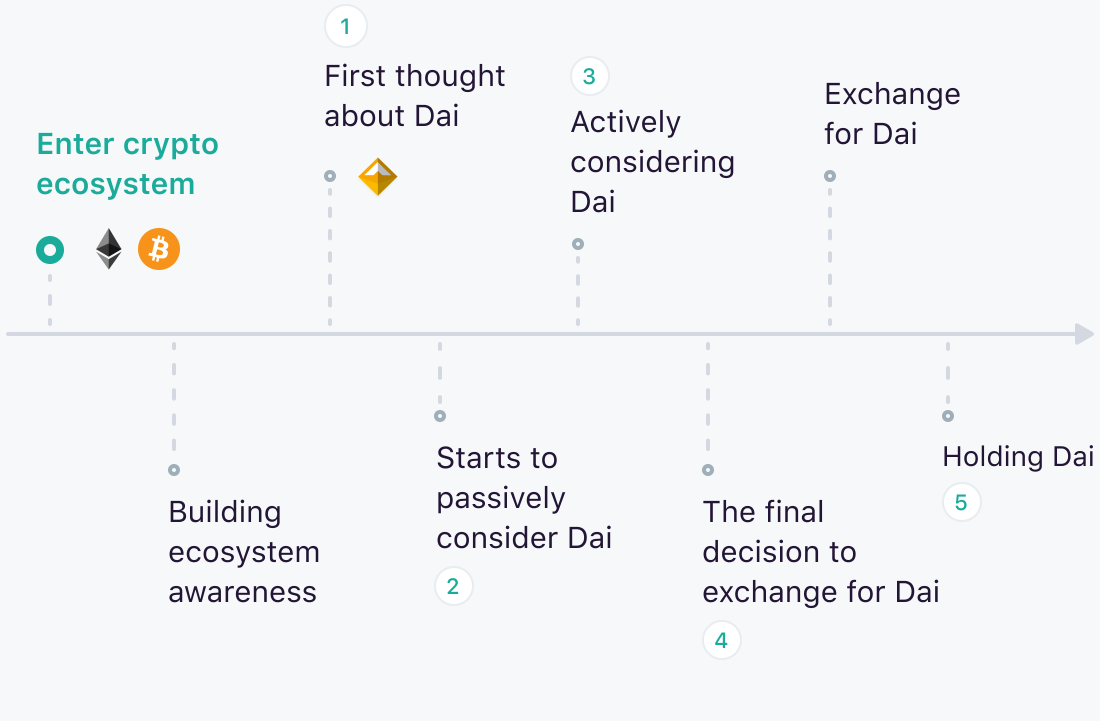 Enter crypto
ecosystem
Building
ecosystem
awareness
1
First thought
about Dai
Starts to
passively
consider Dai
2
3
Actively
considering
Dai
The final
decision to
exchange for Dai
4
Exchange
for Dai
Holding Dai
5